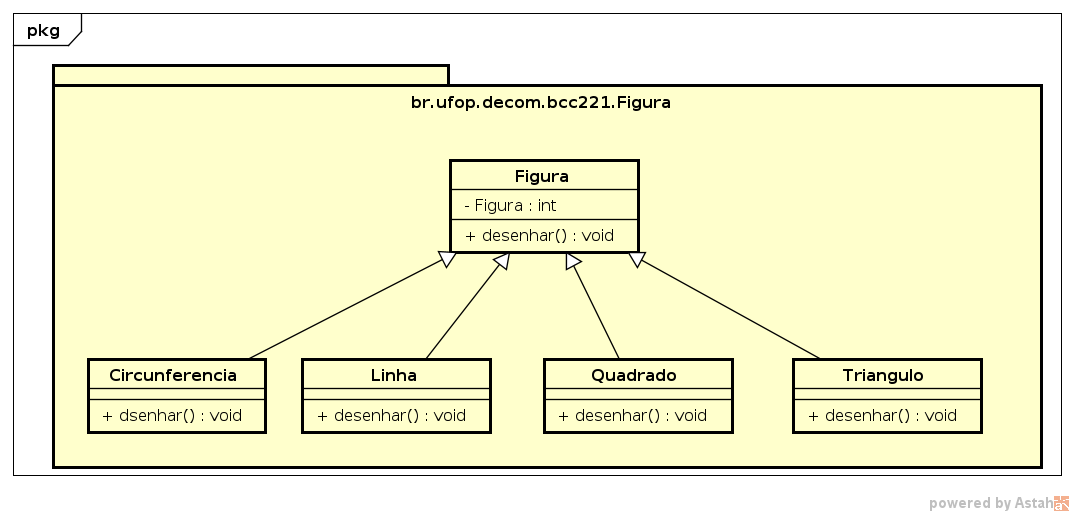 pkg
br.ufop.decom.bcc221.Figura
Figura
- Figura : int
+ desenhar() : void
Circunferencia
+ dsenhar() : void
Linha
+ desenhar() : void
Quadrado
+ desenhar() : void
Triangulo
+ desenhar() : void
powered by Astah